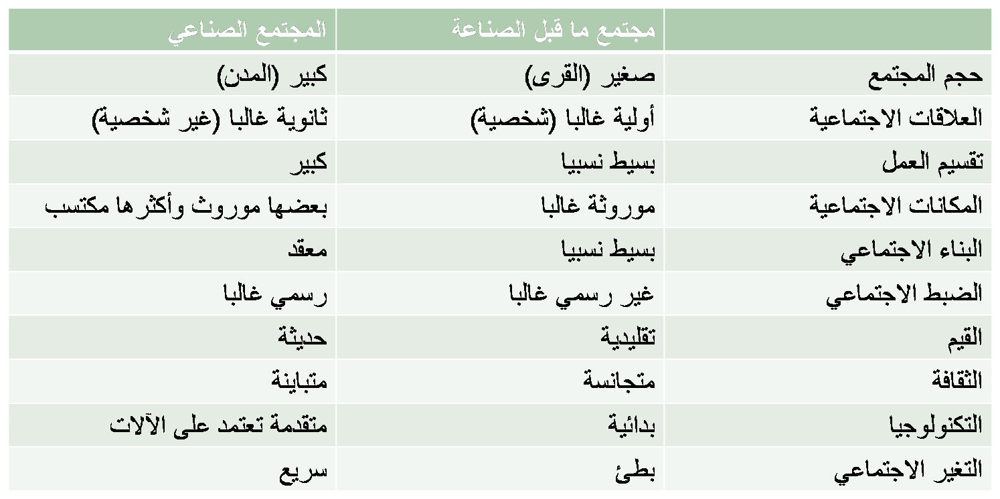 مجتمع ما قبل الصناعة المجتمع الصناعي
حجم المجتمع صغير (القرى) كبير (المدن)
العلاقات الاجتماعية أولية غالبا (شخصية) ثانوية غالبا (غير شخصية)
تقسيم العمل بسيط نسبيا كبير
المكانات الاجتماعية موروثة غالبا بعضها موروث وأكثرها مكتسب
البناء الاجتماعي بسيط نسبيا معقد
الضبط الاجتماعي غير رسمي غالبا رسمي غالبا
القيم تقليدية حديثة
الثقافة متجانسة متباينة
التكنولوجيا بدائية متقدمة تعتمد على الآلات
التغير الاجتماعي بطئ سريع